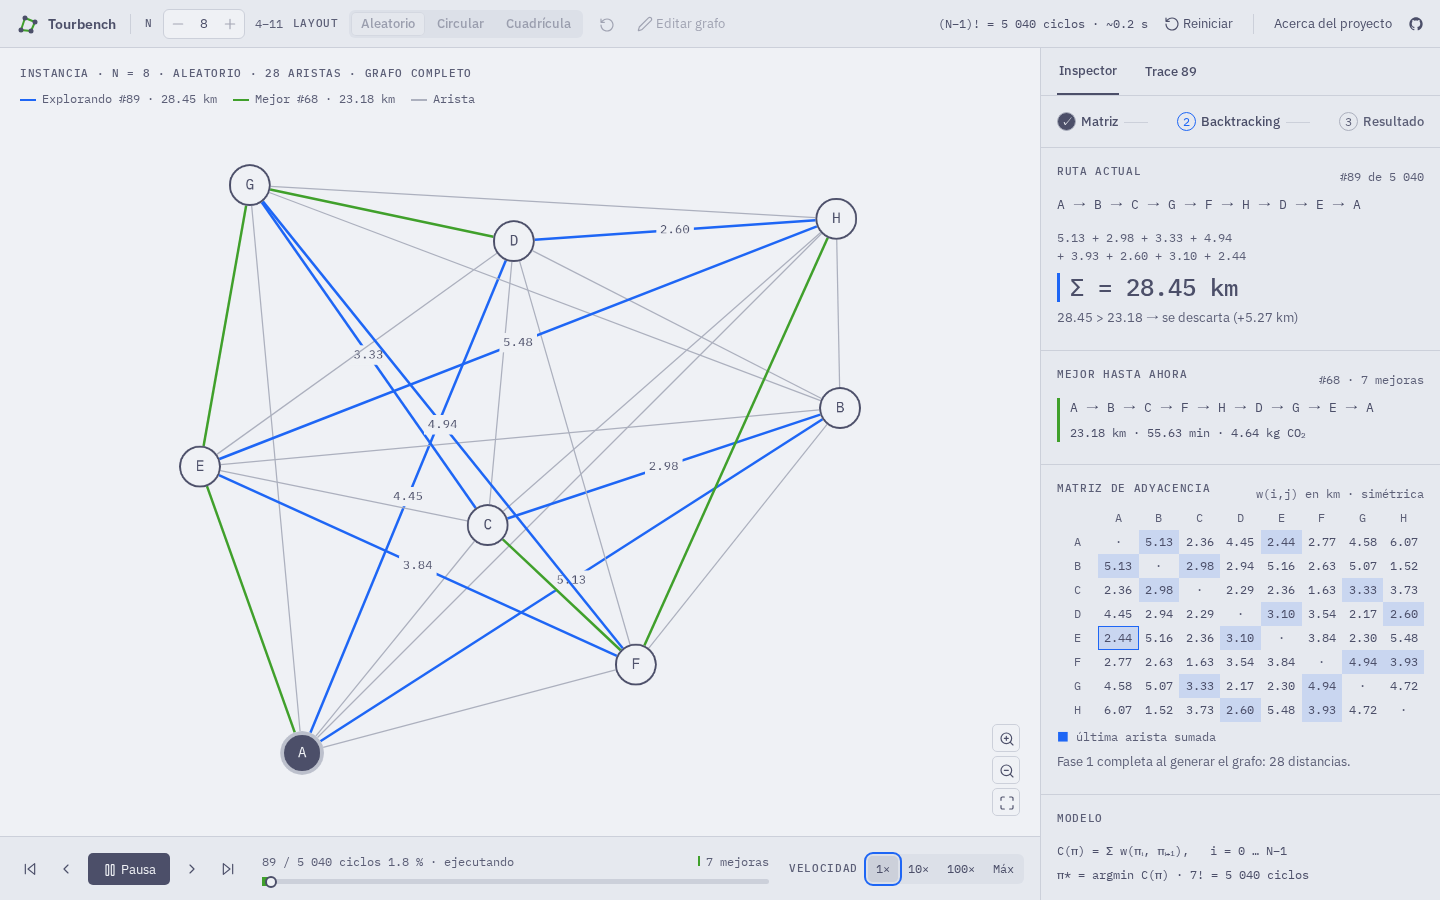 Tourbench
N
8
4–11
LAYOUT
Aleatorio
Circular
Cuadrícula
Editar grafo
(N−1)! = 5 040 ciclos · ~0.2 s
Reiniciar
Acerca del proyecto
INSTANCIA · N = 8 · ALEATORIO · 28 ARISTAS · GRAFO COMPLETO
Explorando #89 · 28.45 km
Mejor #68 · 23.18 km
Arista
G
D
H
2.60
5.48
3.33
B
4.94
E
2.98
4.45
C
3.84
5.13
F
A
Pausa
89 / 5 040 ciclos 1.8 % · ejecutando
7 mejoras
VELOCIDAD
1×
10×
100×
Máx
Inspector
Trace 89
✓ Matriz
2 Backtracking
3 Resultado
RUTA ACTUAL
#89 de 5 040
A → B → C → G → F → H → D → E → A
5.13 + 2.98 + 3.33 + 4.94
+ 3.93 + 2.60 + 3.10 + 2.44
Σ = 28.45 km
28.45 > 23.18 → se descarta (+5.27 km)
MEJOR HASTA AHORA
#68 · 7 mejoras
A → B → C → F → H → D → G → E → A
23.18 km · 55.63 min · 4.64 kg CO₂
MATRIZ DE ADYACENCIA
w(i,j) en km · simétrica
A B C D E F G H
A · 5.13 2.36 4.45 2.44 2.77 4.58 6.07
B 5.13 · 2.98 2.94 5.16 2.63 5.07 1.52
C 2.36 2.98 · 2.29 2.36 1.63 3.33 3.73
D 4.45 2.94 2.29 · 3.10 3.54 2.17 2.60
E 2.44 5.16 2.36 3.10 · 3.84 2.30 5.48
F 2.77 2.63 1.63 3.54 3.84 · 4.94 3.93
G 4.58 5.07 3.33 2.17 2.30 4.94 · 4.72
H 6.07 1.52 3.73 2.60 5.48 3.93 4.72 ·
última arista sumada
Fase 1 completa al generar el grafo: 28 distancias.
MODELO
C(π) = Σ w(πᵢ, πᵢ₊₁), i = 0 … N−1
π* = argmin C(π) · 7! = 5 040 ciclos